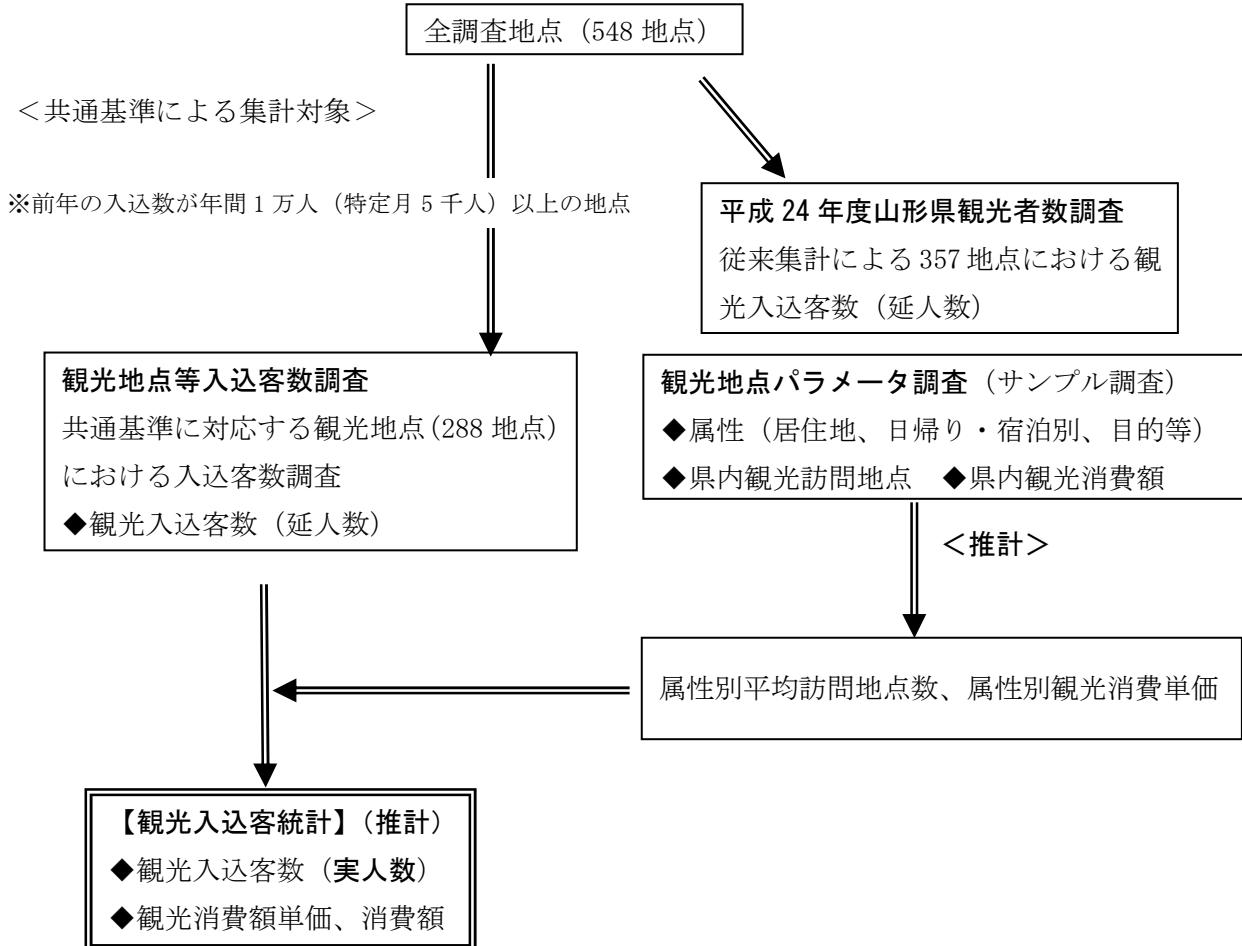 全調査地点（548 地点）
＜共通基準による集計対象＞
※前年の入込数が年間 1 万人（特定月 5 千人）以上の地点
平成 24 年度山形県観光者数調査
従来集計による 357 地点における観
光入込客数（延人数）
観光地点等入込客数調査
共通基準に対応する観光地点（288 地点）
における入込客数調査
◆観光入込客数（延人数）
観光地点パラメータ調査（サンプル調査）
◆属性（居住地、日帰り・宿泊別、目的等）
◆県内観光訪問地点　◆県内観光消費額
＜推計＞
属性別平均訪問地点数、属性別観光消費単価
【観光入込客統計】（推計）
◆観光入込客数（実人数）
◆観光消費額単価、消費額